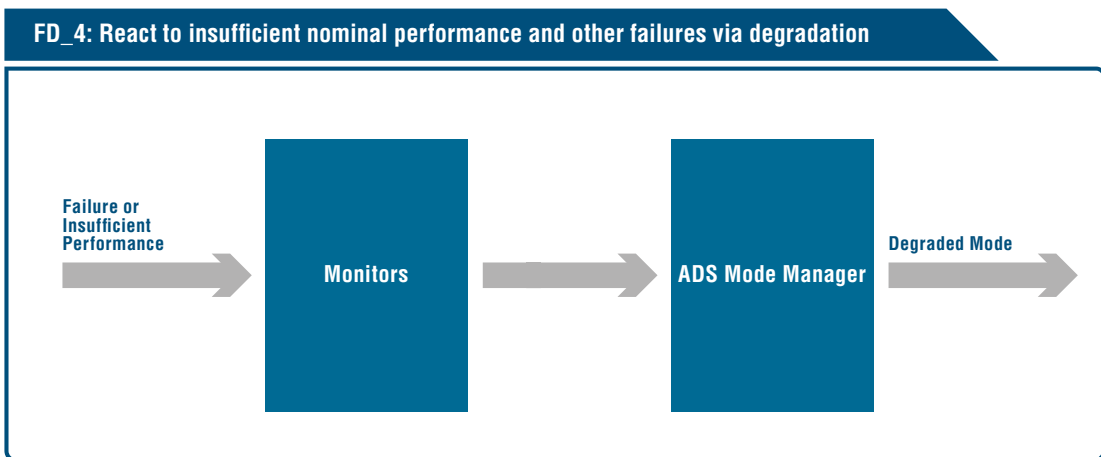 FD_4: React to insufficient nominal performance and other failures via degradation
Failure or
Insufficient
Performance
Monitors
ADS Mode Manager
Degraded Mode